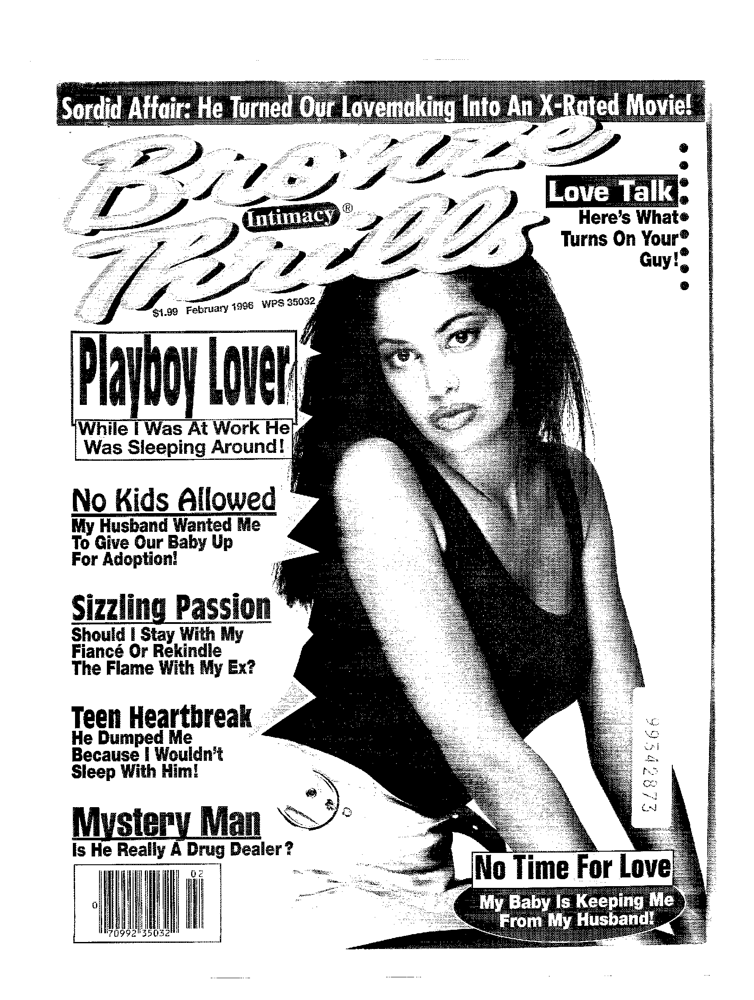 Sordid Affair: He Turned Our Lovemaking Into An X-Rated Movie!
Bronze
Intimacy®
Thrills
$1.99 February 1996 WPS 35032
Love Talk
Here's What
Turns On Your
Guy!
Playboy Lover
While I Was At Work He
Was Sleeping Around!
No Kids Allowed
My Husband Wanted Me
To Give Our Baby Up
For Adoption!
Sizzling Passion
Should I Stay With My
Fiancé Or Rekindle
The Flame With My Ex?
Teen Heartbreak
He Dumped Me
Because I Wouldn't
Sleep With Him!
Mystery Man
Is He Really A Drug Dealer?
02
0 70992 35032
99342873
No Time For Love
My Baby Is Keeping Me
From My Husband!